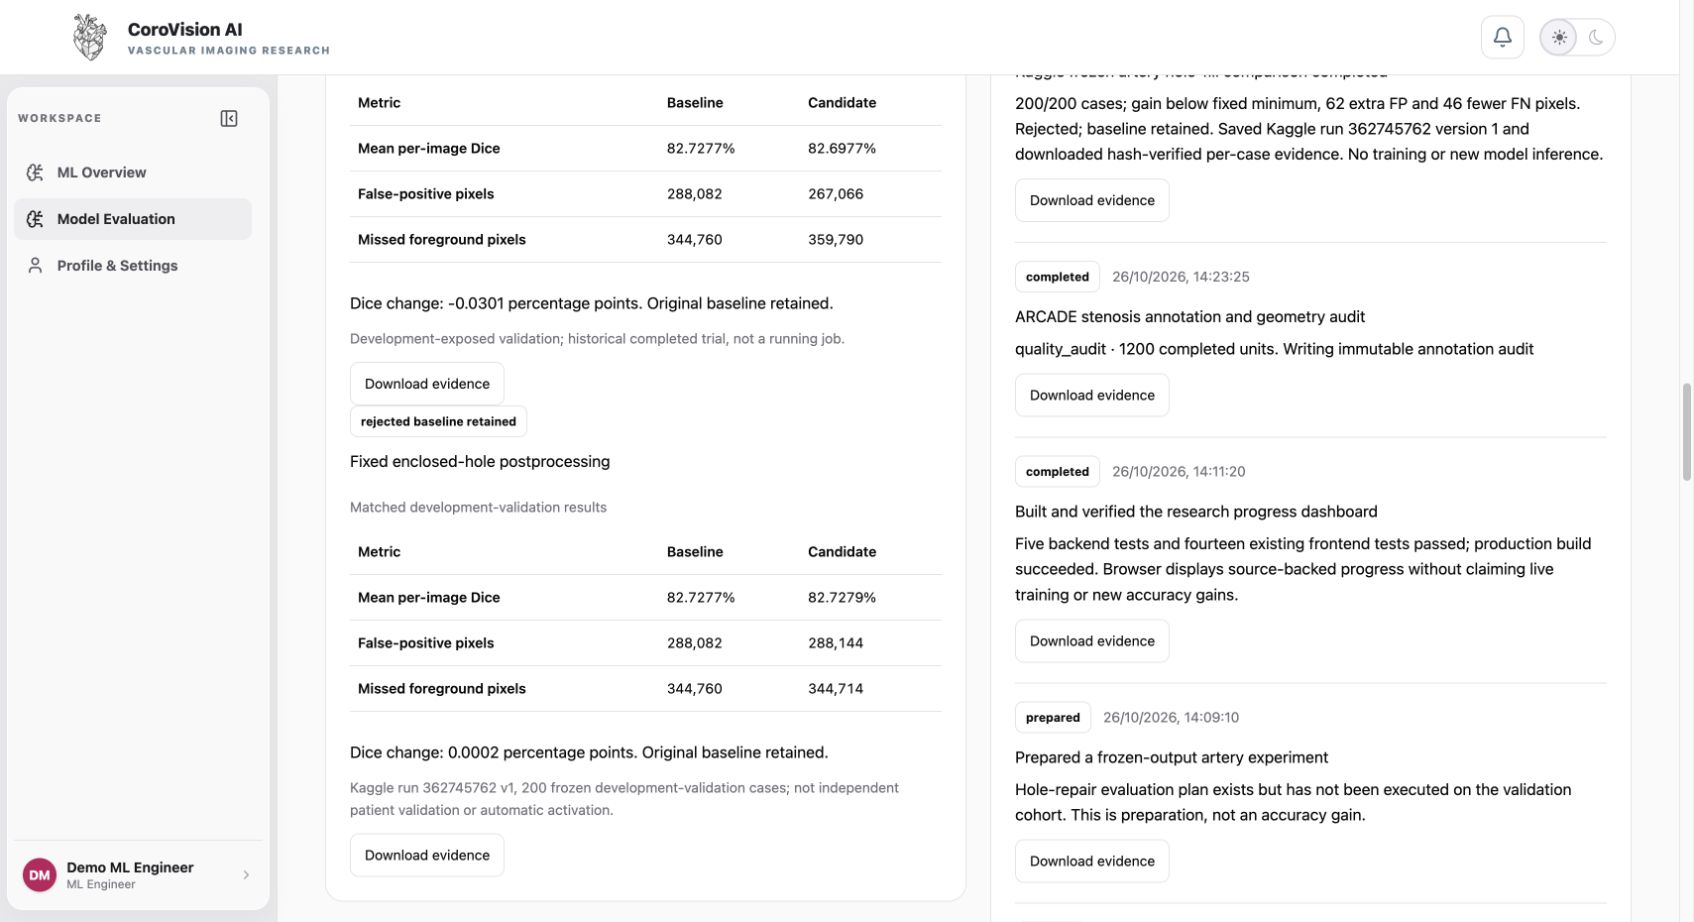 CoroVision AI
VASCULAR IMAGING RESEARCH
WORKSPACE
ML Overview
Model Evaluation
Profile & Settings
DM
Demo ML Engineer
ML Engineer
Metric Baseline Candidate
Mean per-image Dice 82.7277% 82.6977%
False-positive pixels 288,082 267,066
Missed foreground pixels 344,760 359,790
Dice change: -0.0301 percentage points. Original baseline retained.
Development-exposed validation; historical completed trial, not a running job.
Download evidence
rejected baseline retained
Fixed enclosed-hole postprocessing
Matched development-validation results
Metric Baseline Candidate
Mean per-image Dice 82.7277% 82.7279%
False-positive pixels 288,082 288,144
Missed foreground pixels 344,760 344,714
Dice change: 0.0002 percentage points. Original baseline retained.
Kaggle run 362745762 v1, 200 frozen development-validation cases; not independent
patient validation or automatic activation.
Download evidence
Kaggle frozen artery hole-fill comparison completed
200/200 cases; gain below fixed minimum, 62 extra FP and 46 fewer FN pixels.
Rejected; baseline retained. Saved Kaggle run 362745762 version 1 and
downloaded hash-verified per-case evidence. No training or new model inference.
Download evidence
completed 26/10/2026, 14:23:25
ARCADE stenosis annotation and geometry audit
quality_audit · 1200 completed units. Writing immutable annotation audit
Download evidence
completed 26/10/2026, 14:11:20
Built and verified the research progress dashboard
Five backend tests and fourteen existing frontend tests passed; production build
succeeded. Browser displays source-backed progress without claiming live
training or new accuracy gains.
Download evidence
prepared 26/10/2026, 14:09:10
Prepared a frozen-output artery experiment
Hole-repair evaluation plan exists but has not been executed on the validation
cohort. This is preparation, not an accuracy gain.
Download evidence